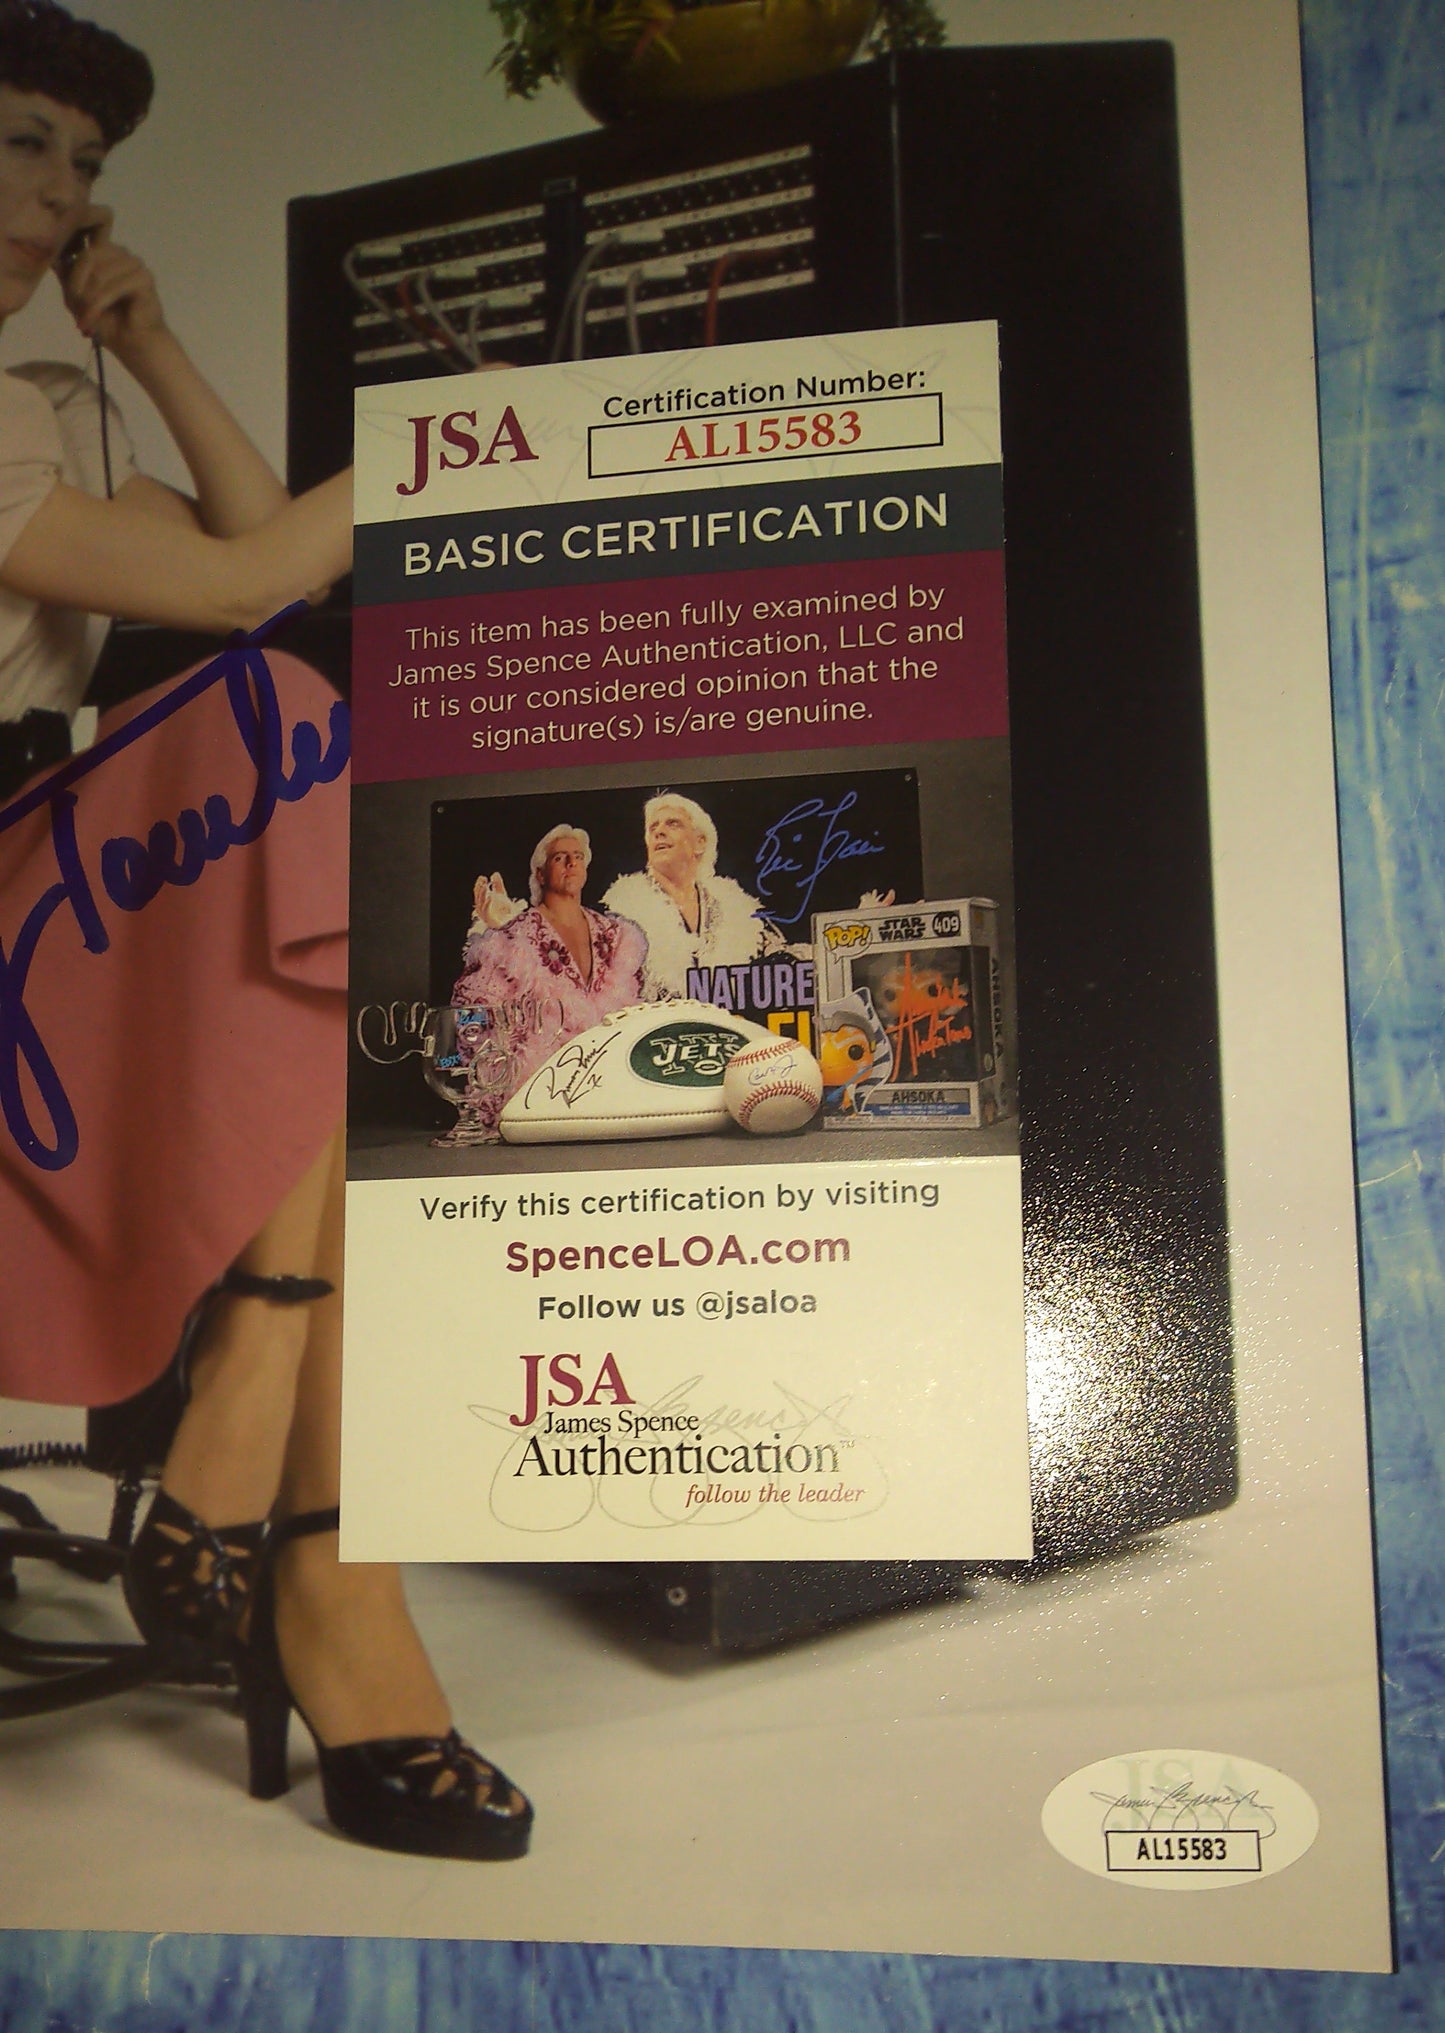 JSA
Certification Number:
AL15583
BASIC CERTIFICATION
This item has been fully examined by
James Spence Authentication, LLC and
it is our considered opinion that the
signature(s) is/are genuine.
POP! STAR WARS 409
NATURE
JETS
AHSOKA
AHSOKA
Verify this certification by visiting
SpenceLOA.com
Follow us @jsaloa
JSA
James Spence
Authentication™
follow the leader
JSA
AL15583